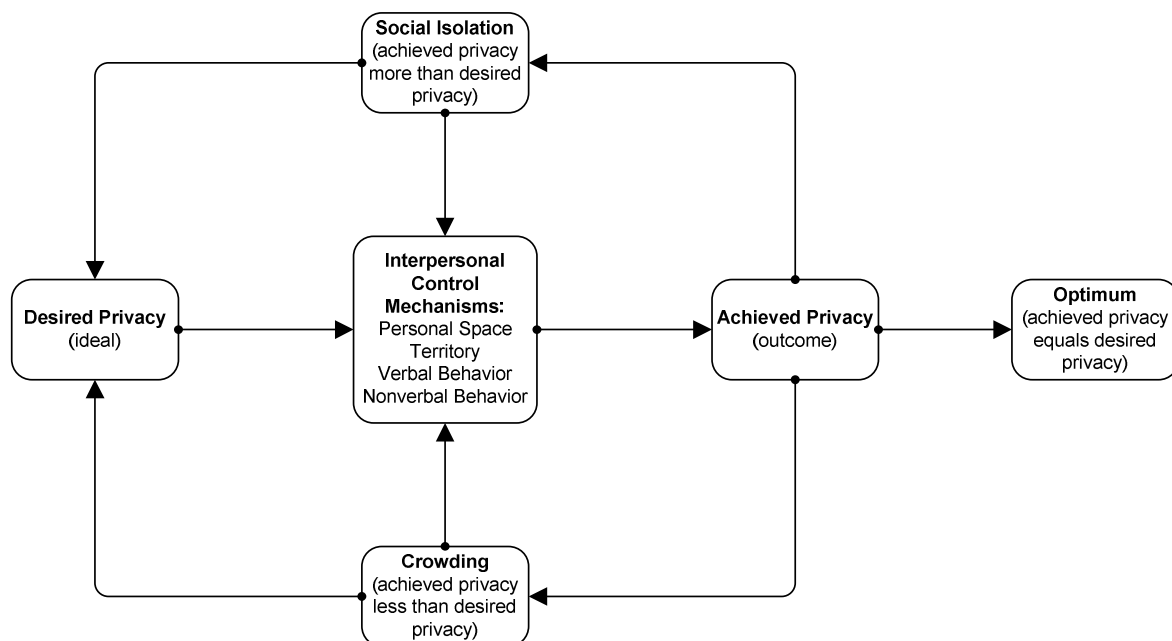 Social Isolation
(achieved privacy
more than desired
privacy)
Desired Privacy
(ideal)
Interpersonal
Control
Mechanisms:
Personal Space
Territory
Verbal Behavior
Nonverbal Behavior
Achieved Privacy
(outcome)
Optimum
(achieved privacy
equals desired
privacy)
Crowding
(achieved privacy
less than desired
privacy)